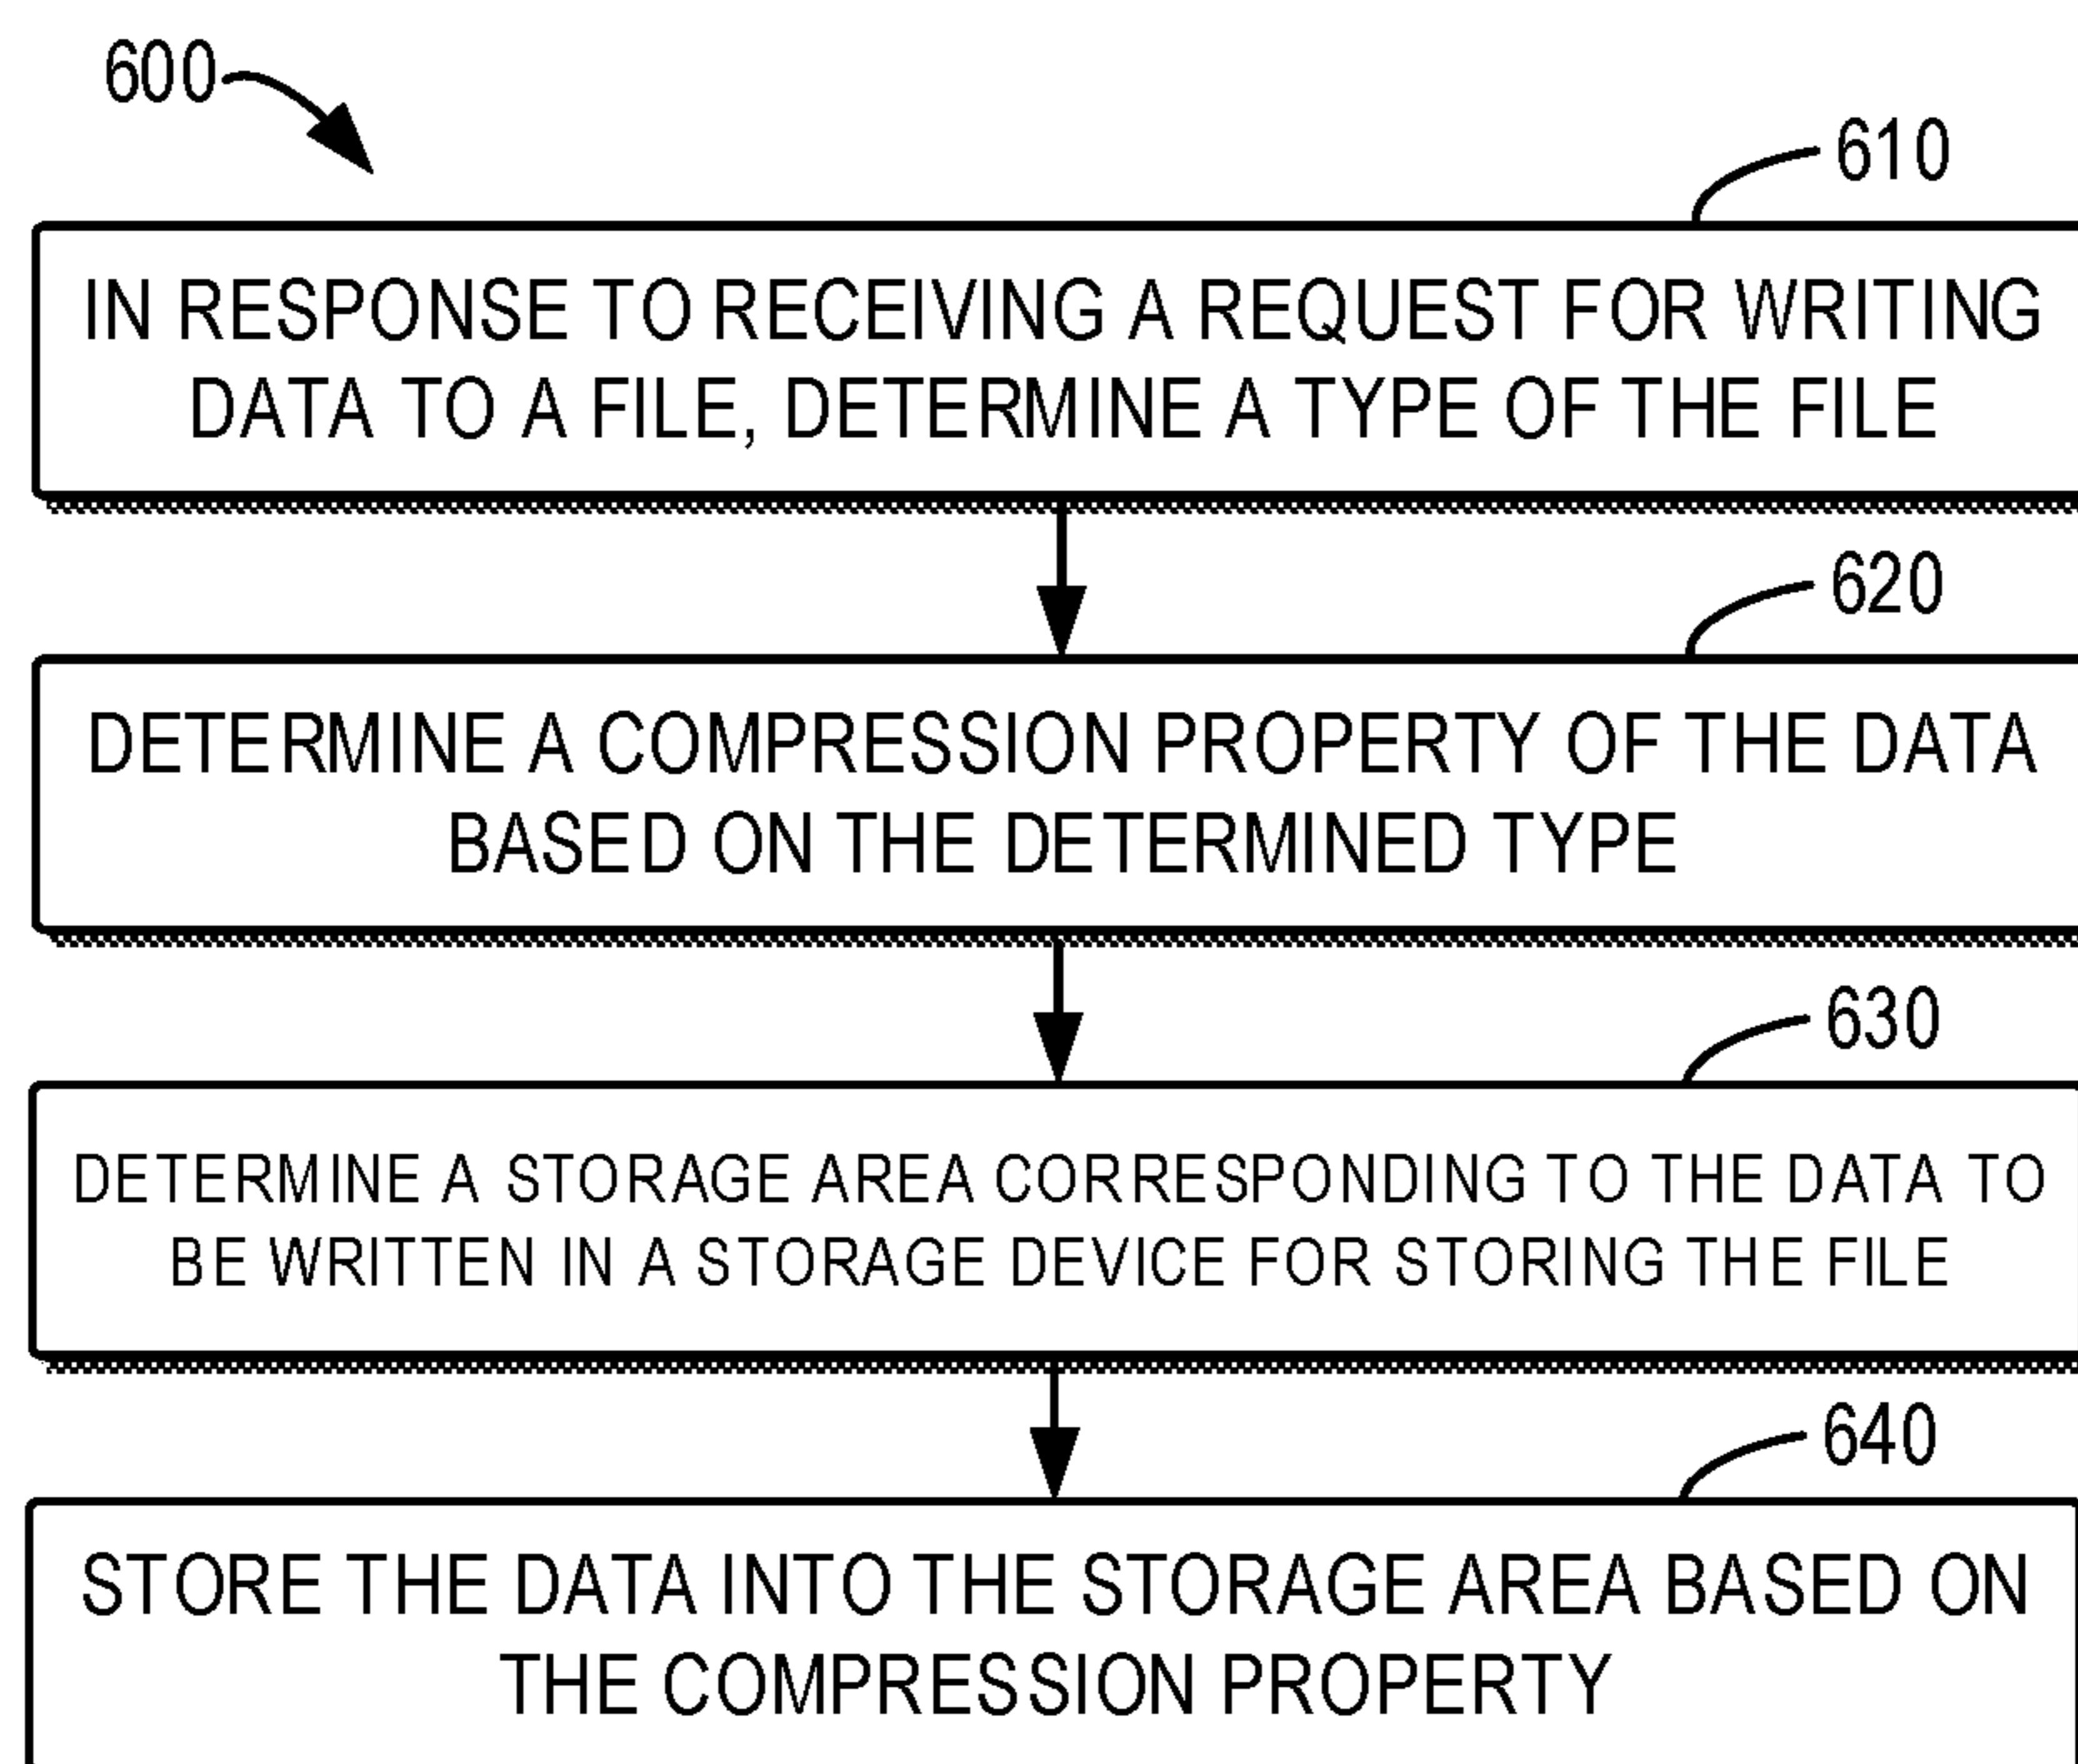 600
610
IN RESPONSE TO RECEIVING A REQUEST FOR WRITING
DATA TO A FILE, DETERMINE A TYPE OF THE FILE
620
DETERMINE A COMPRESSION PROPERTY OF THE DATA
BASED ON THE DETERMINED TYPE
630
DETERMINE A STORAGE AREA CORRESPONDING TO THE DATA TO
BE WRITTEN IN A STORAGE DEVICE FOR STORING THE FILE
640
STORE THE DATA INTO THE STORAGE AREA BASED ON
THE COMPRESSION PROPERTY